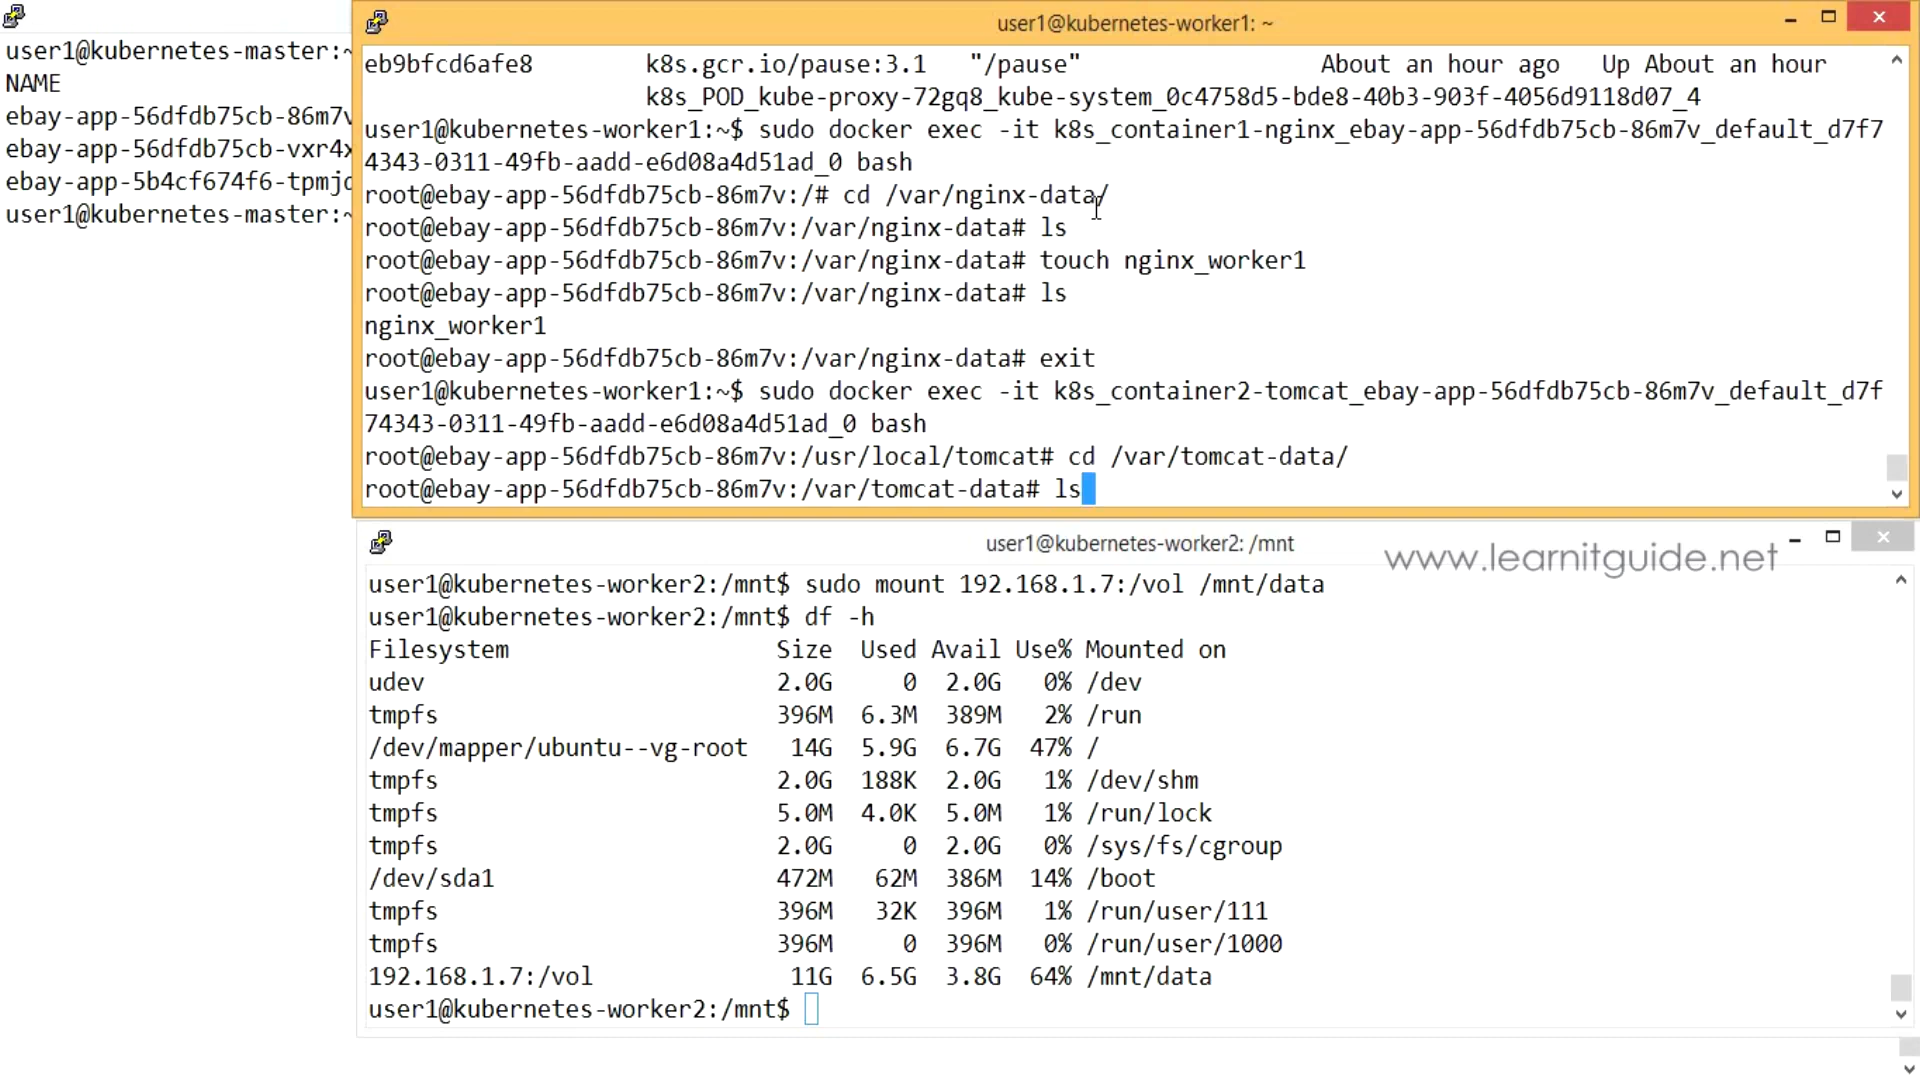 user1@kubernetes-master:~
NAME
ebay-app-56dfdb75cb-86m7v
ebay-app-56dfdb75cb-vxr4x
ebay-app-5b4cf674f6-tpmjd
user1@kubernetes-master:~
user1@kubernetes-worker1: ~
eb9bfcd6afe8 k8s.gcr.io/pause:3.1 "/pause" About an hour ago Up About an hour
k8s_POD_kube-proxy-72gq8_kube-system_0c4758d5-bde8-40b3-903f-4056d9118d07_4
user1@kubernetes-worker1:~$ sudo docker exec -it k8s_container1-nginx_ebay-app-56dfdb75cb-86m7v_default_d7f7
4343-0311-49fb-aadd-e6d08a4d51ad_0 bash
root@ebay-app-56dfdb75cb-86m7v:/# cd /var/nginx-data/
root@ebay-app-56dfdb75cb-86m7v:/var/nginx-data# ls
root@ebay-app-56dfdb75cb-86m7v:/var/nginx-data# touch nginx_worker1
root@ebay-app-56dfdb75cb-86m7v:/var/nginx-data# ls
nginx_worker1
root@ebay-app-56dfdb75cb-86m7v:/var/nginx-data# exit
user1@kubernetes-worker1:~$ sudo docker exec -it k8s_container2-tomcat_ebay-app-56dfdb75cb-86m7v_default_d7f
74343-0311-49fb-aadd-e6d08a4d51ad_0 bash
root@ebay-app-56dfdb75cb-86m7v:/usr/local/tomcat# cd /var/tomcat-data/
root@ebay-app-56dfdb75cb-86m7v:/var/tomcat-data# ls
user1@kubernetes-worker2: /mnt
www.learnitguide.net
user1@kubernetes-worker2:/mnt$ sudo mount 192.168.1.7:/vol /mnt/data
user1@kubernetes-worker2:/mnt$ df -h
Filesystem Size Used Avail Use% Mounted on
udev 2.0G 0 2.0G 0% /dev
tmpfs 396M 6.3M 389M 2% /run
/dev/mapper/ubuntu--vg-root 14G 5.9G 6.7G 47% /
tmpfs 2.0G 188K 2.0G 1% /dev/shm
tmpfs 5.0M 4.0K 5.0M 1% /run/lock
tmpfs 2.0G 0 2.0G 0% /sys/fs/cgroup
/dev/sda1 472M 62M 386M 14% /boot
tmpfs 396M 32K 396M 1% /run/user/111
tmpfs 396M 0 396M 0% /run/user/1000
192.168.1.7:/vol 11G 6.5G 3.8G 64% /mnt/data
user1@kubernetes-worker2:/mnt$